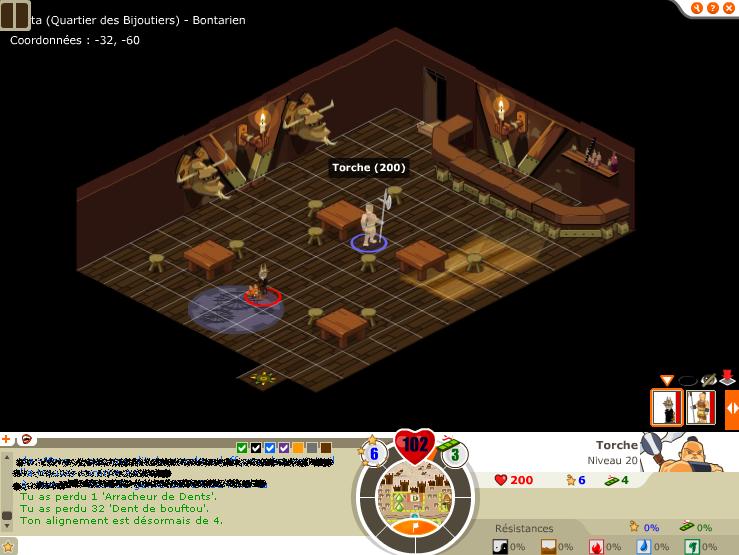 ta (Quartier des Bijoutiers) - Bontarien
Coordonnées : -32, -60
Torche (200)
102
6
3
Torche
Niveau 20
200
6
4
Tu as perdu 1 'Arracheur de Dents'.
Tu as perdu 32 'Dent de bouftou'.
Ton alignement est désormais de 4.
Résistances
0%
0%
0%
0%
0%
0%
0%